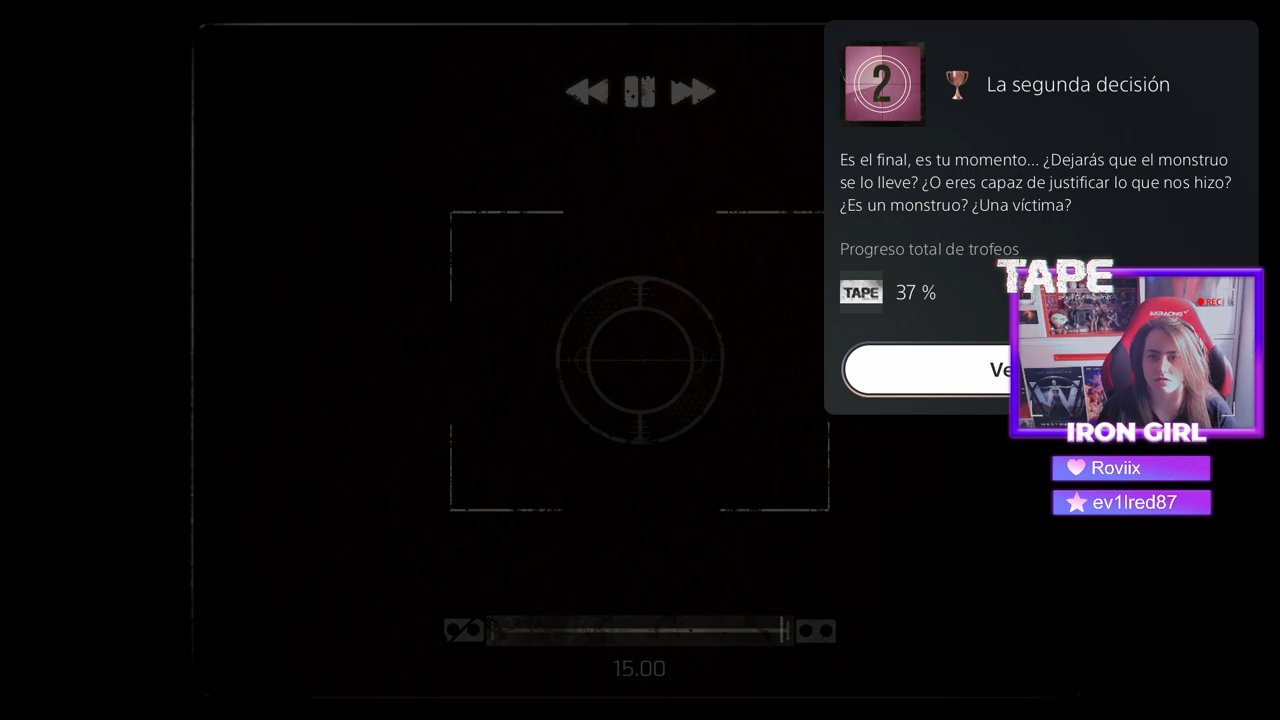 2
La segunda decisión
Es el final, es tu momento... ¿Dejarás que el monstruo
se lo lleve? ¿O eres capaz de justificar lo que nos hizo?
¿Es un monstruo? ¿Una víctima?
Progreso total de trofeos
TAPE
37 %
Ve
TAPE
REC
AKRACING
IRON GIRL
Roviix
ev1lred87
15.00